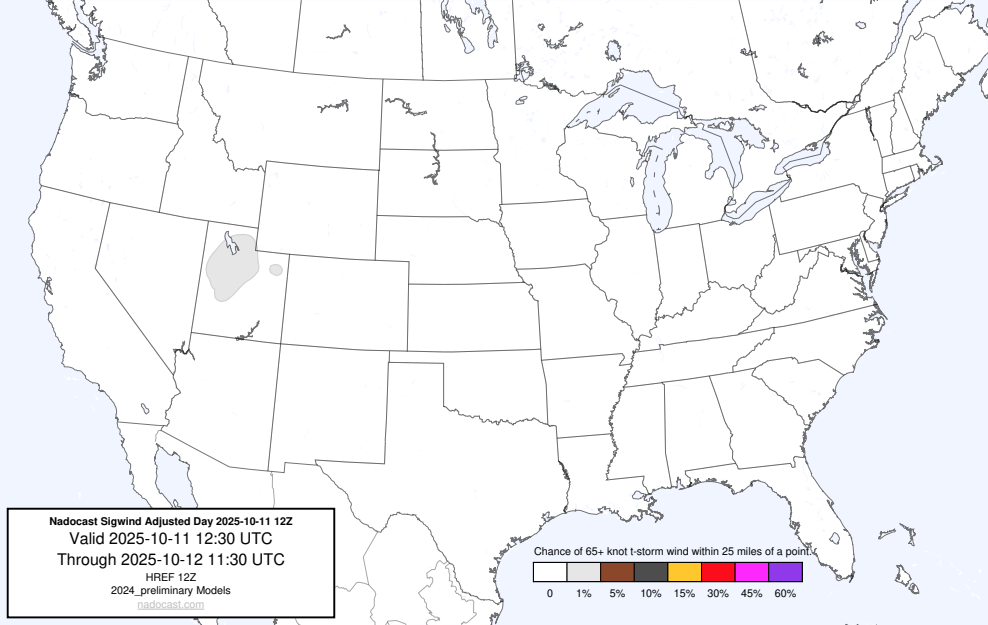 Nadocast Sigwind Adjusted Day 2025-10-11 12Z
Valid 2025-10-11 12:30 UTC
Through 2025-10-12 11:30 UTC
HREF 12Z
2024_preliminary Models
nadocast.com
Chance of 65+ knot t-storm wind within 25 miles of a point.
0 1% 5% 10% 15% 30% 45% 60%